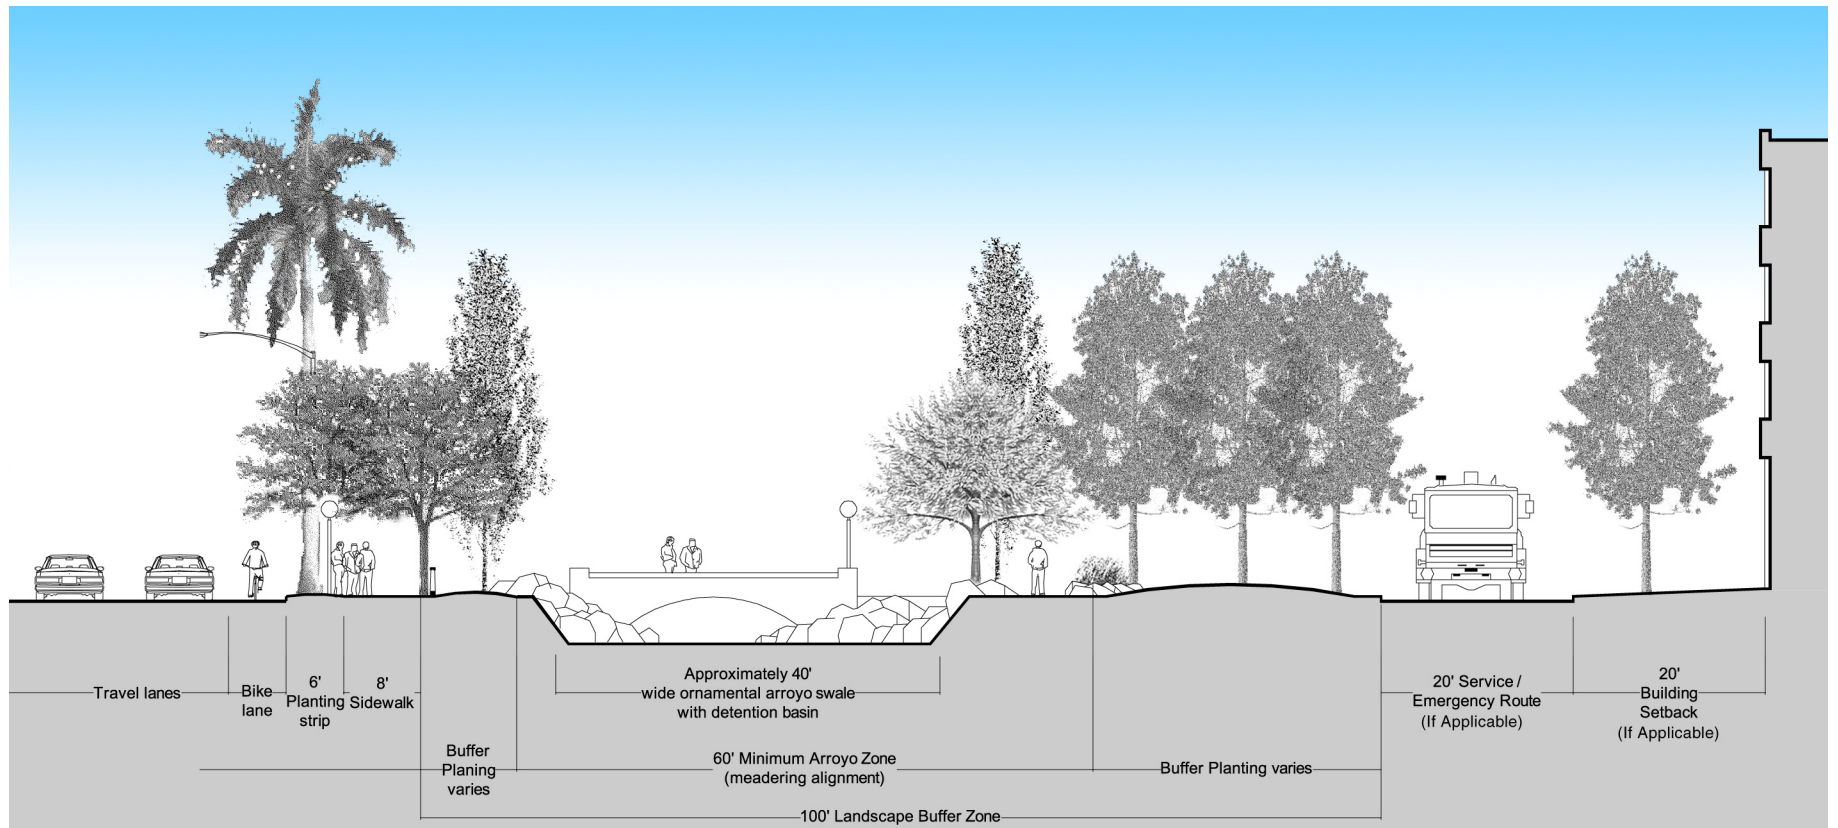 Travel lanes
Bike
lane
6'
Planting
strip
8'
Sidewalk
Approximately 40'
wide ornamental arroyo swale
with detention basin
20' Service /
Emergency Route
(If Applicable)
20'
Building
Setback
(If Applicable)
Buffer
Planing
varies
60' Minimum Arroyo Zone
(meadering alignment)
Buffer Planting varies
100' Landscape Buffer Zone